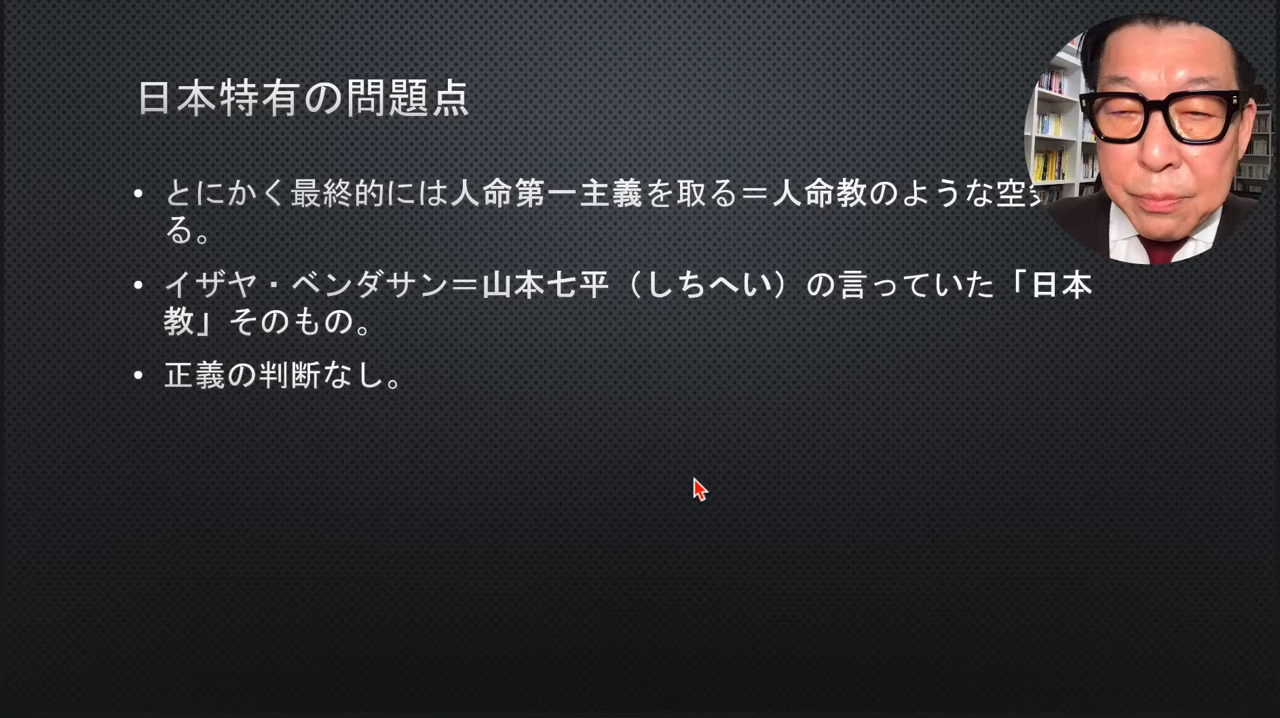 日本特有の問題点
• とにかく最終的には人命第一主義を取る＝人命教のような空
る。
• イザヤ・ベンダサン＝山本七平（しちへい）の言っていた「日本
教」そのもの。
• 正義の判断なし。